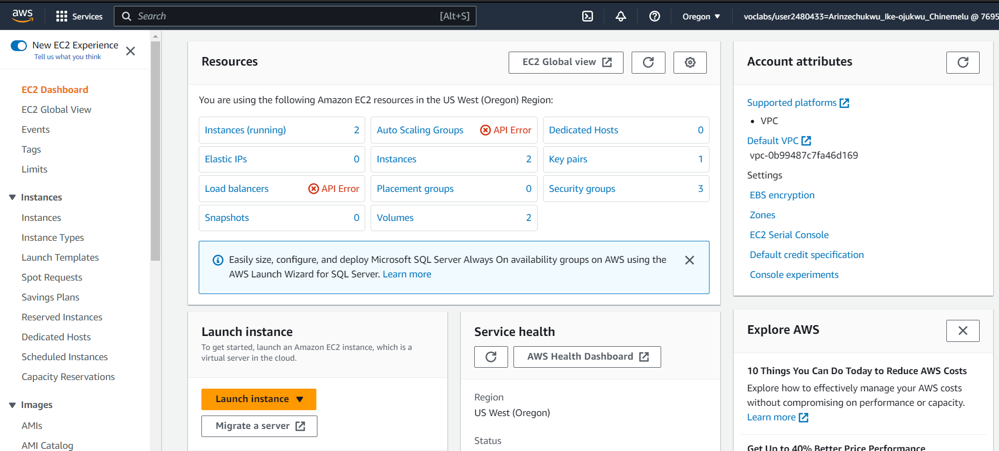 aws
Services
Search
[Alt+S]
Oregon
voclabs/user2480433=Arinzechukwu_Ike-ojukwu_Chinemelu @ 7695
New EC2 Experience
Tell us what you think
EC2 Dashboard
EC2 Global View
Events
Tags
Limits
Instances
Instances
Instance Types
Launch Templates
Spot Requests
Savings Plans
Reserved Instances
Dedicated Hosts
Scheduled Instances
Capacity Reservations
Images
AMIs
AMI Catalog
Resources
EC2 Global view
You are using the following Amazon EC2 resources in the US West (Oregon) Region:
Instances (running) 2
Auto Scaling Groups API Error
Dedicated Hosts 0
Elastic IPs 0
Instances 2
Key pairs 1
Load balancers API Error
Placement groups 0
Security groups 3
Snapshots 0
Volumes 2
Easily size, configure, and deploy Microsoft SQL Server Always On availability groups on AWS using the
AWS Launch Wizard for SQL Server. Learn more
Launch instance
To get started, launch an Amazon EC2 instance, which is a
virtual server in the cloud.
Launch instance
Migrate a server
Service health
AWS Health Dashboard
Region
US West (Oregon)
Status
Account attributes
Supported platforms
• VPC
Default VPC
vpc-0b99487c7fa46d169
Settings
EBS encryption
Zones
EC2 Serial Console
Default credit specification
Console experiments
Explore AWS
10 Things You Can Do Today to Reduce AWS Costs
Explore how to effectively manage your AWS costs
without compromising on performance or capacity.
Learn more
Get Up to 40% Better Price Performance